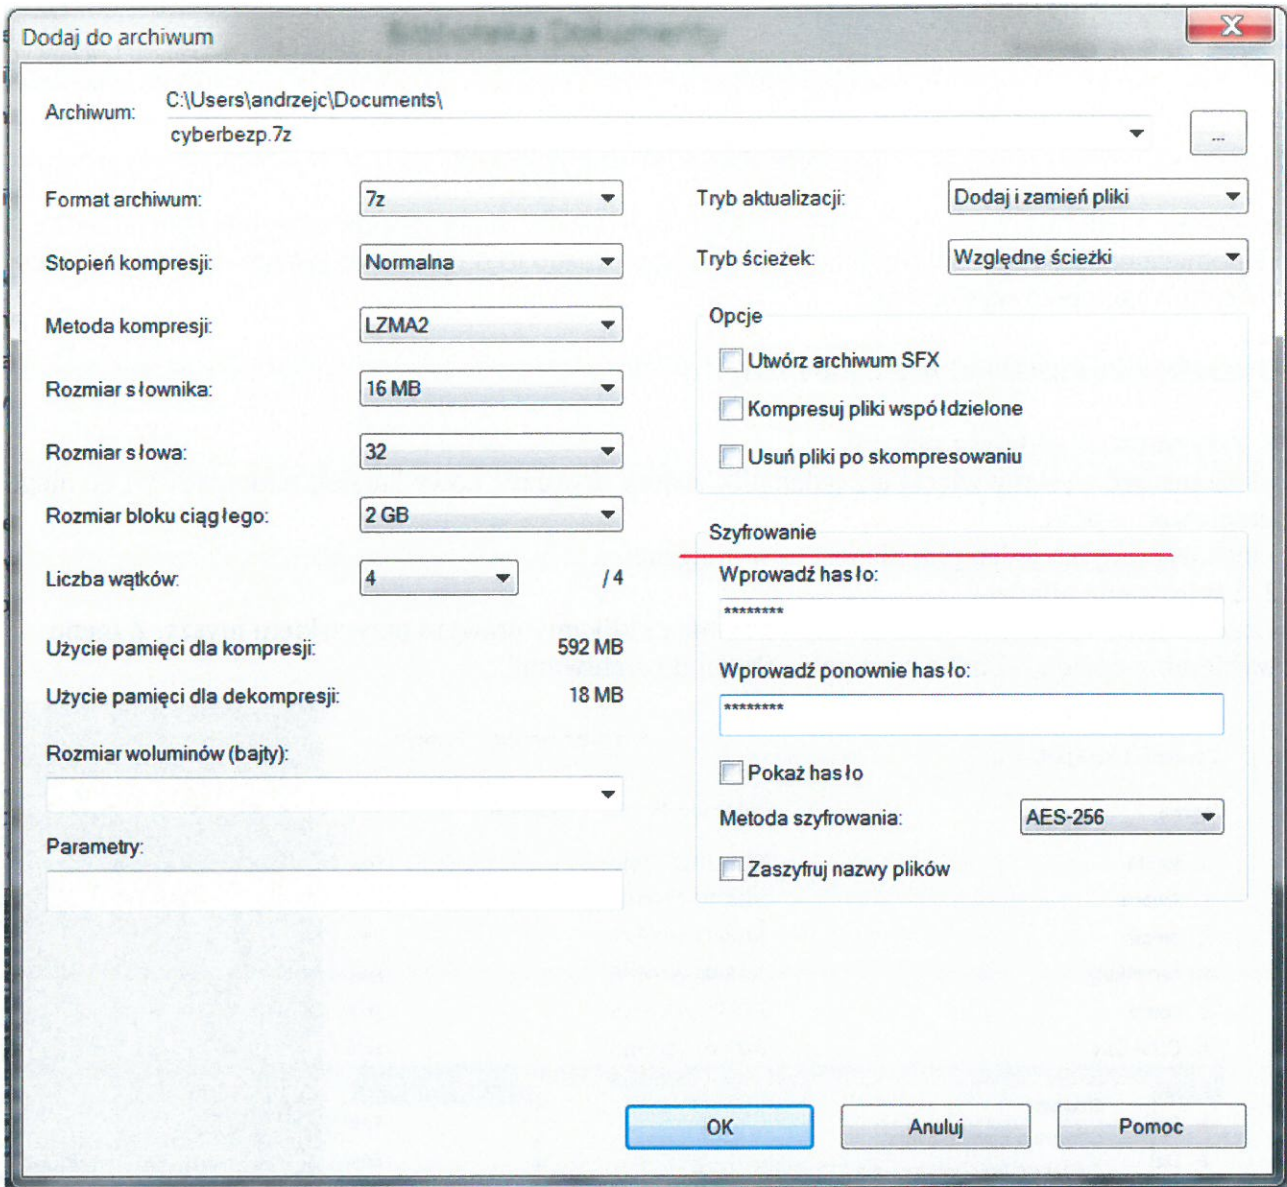 Dodaj do archiwum
Biblioteka Dokumenty
Archiwum:
C:\Users\andrzejc\Documents\
cyberbezp.7z
...
Format archiwum:
7z
Stopień kompresji:
Normalna
Metoda kompresji:
LZMA2
Rozmiar słownika:
16 MB
Rozmiar słowa:
32
Rozmiar bloku ciągłego:
2 GB
Liczba wątków:
4
/ 4
Użycie pamięci dla kompresji:
592 MB
Użycie pamięci dla dekompresji:
18 MB
Rozmiar woluminów (bajty):
Parametry:
Tryb aktualizacji:
Dodaj i zamień pliki
Tryb ścieżek:
Względne ścieżki
Opcje
Utwórz archiwum SFX
Kompresuj pliki współdzielone
Usuń pliki po skompresowaniu
Szyfrowanie
Wprowadź hasło:
********
Wprowadź ponownie hasło:
********
Pokaż hasło
Metoda szyfrowania:
AES-256
Zaszyfruj nazwy plików
OK
Anuluj
Pomoc